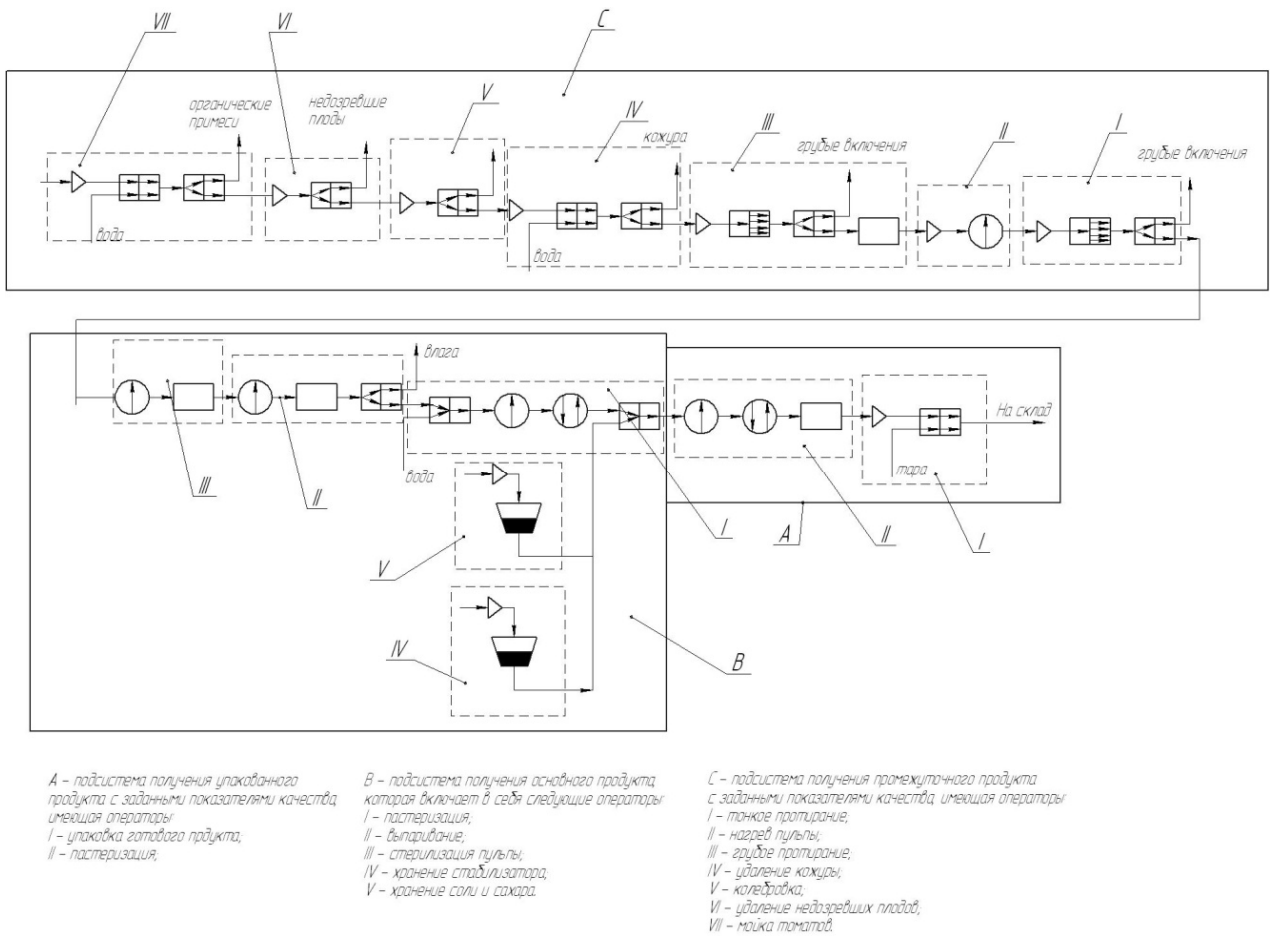 VII
VI
C
органические
примеси
недозревшие
плоды
V
IV
кожура
III
грубые включения
II
I
грубые включения
вода
вода
влага
III
II
вода
I
На склад
тара
A
II
I
V
IV
B
A – подсистема получения упакованного
продукта с заданными показателями качества,
имеющая операторы:
I – упаковка готового прдукта;
II – пастеризация;
B – подсистема получения основного продукта,
которая включает в себя следующие операторы:
I – пастеризация;
II – выпаривание;
III – стерилизация пульпы;
IV – хранение стабилизатора;
V – хранение соли и сахара.
C – подсистема получения промежуточного продукта
с заданными показателями качества, имеющая операторы:
I – тонкое протирание;
II – нагрев пульпы;
III – грубое протирание;
IV – удаление кожуры;
V – колебровка;
VI – удаление недозревших плодов;
VII – мойка томатов.